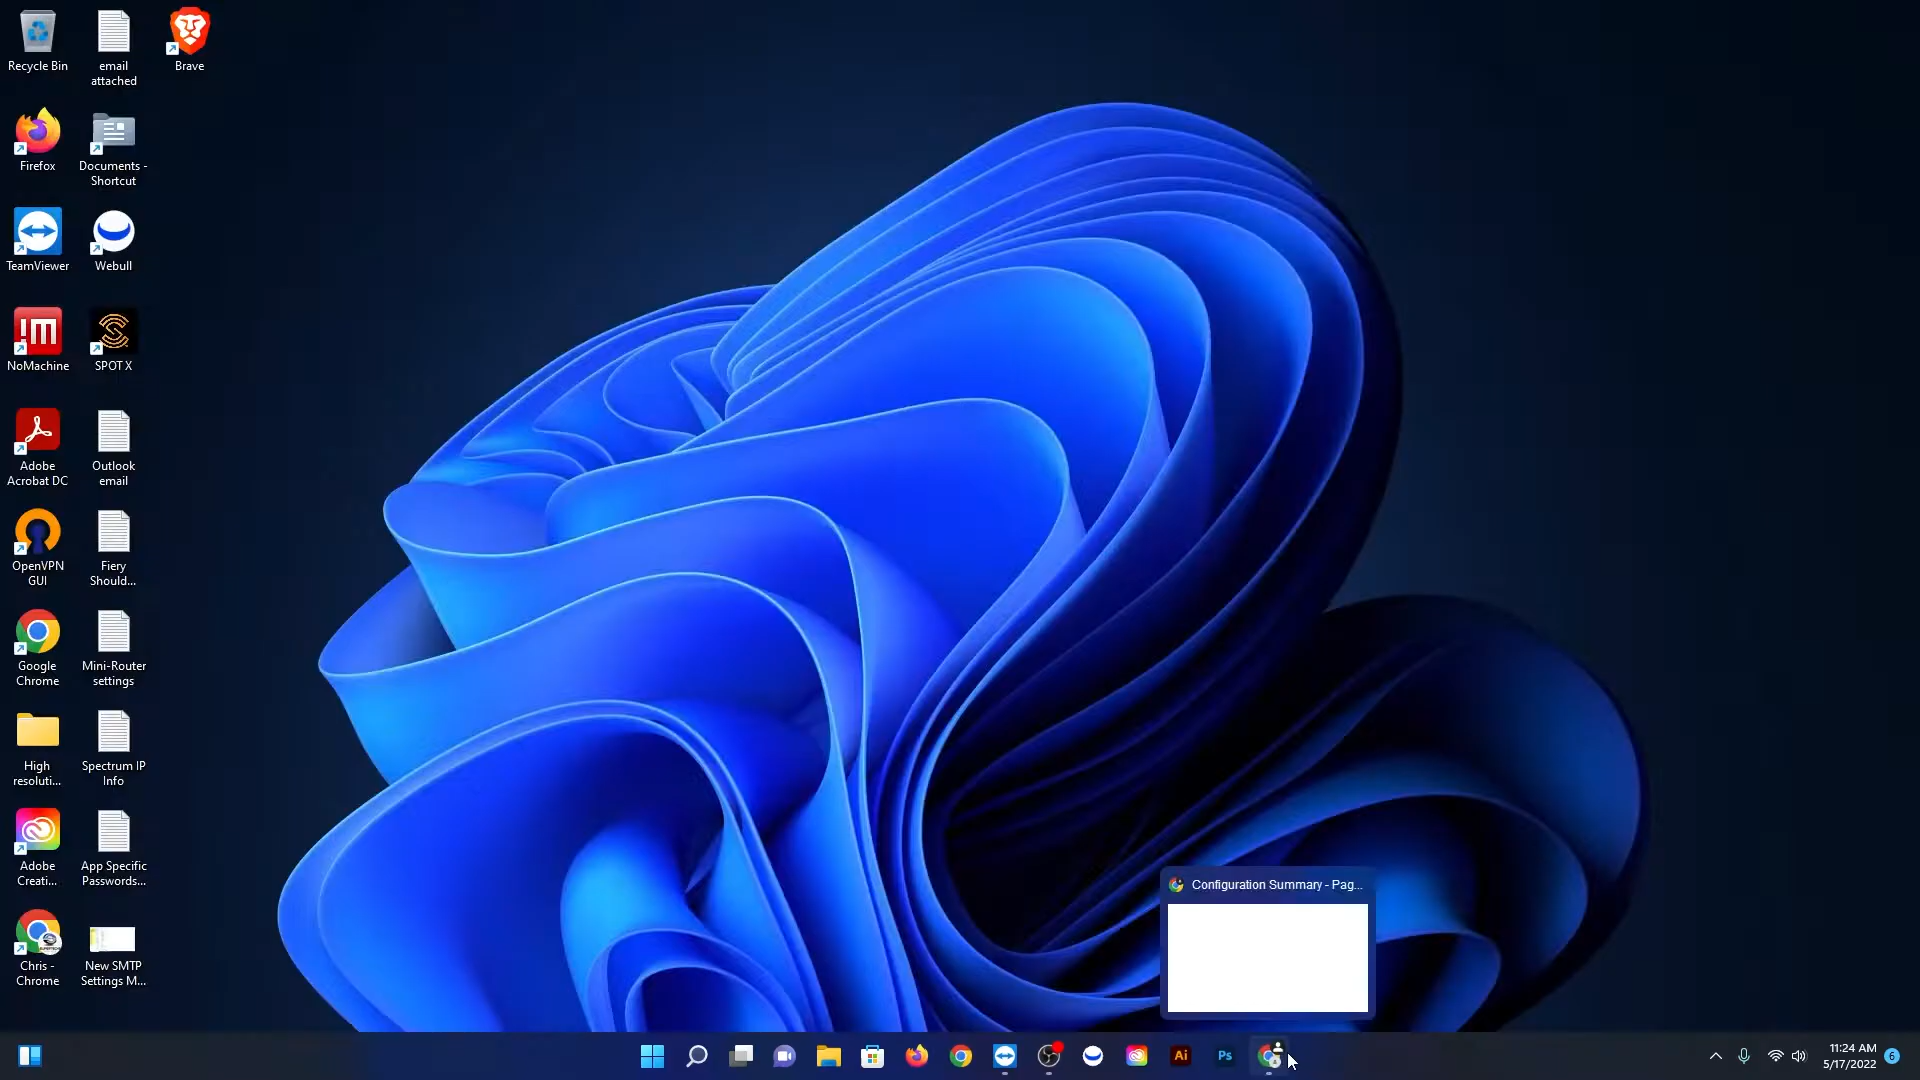 Recycle Bin
email
attached
Brave
Firefox
Documents -
Shortcut
TeamViewer
Webull
NoMachine
SPOT X
Adobe
Acrobat DC
Outlook
email
OpenVPN
GUI
Fiery
Should...
Google
Chrome
Mini-Router
settings
High
resoluti...
Spectrum IP
Info
Adobe
Creati...
App Specific
Passwords...
Chris -
Chrome
New SMTP
Settings M...
Configuration Summary - Pag...
Ai
Ps
11:24 AM
5/17/2022
6